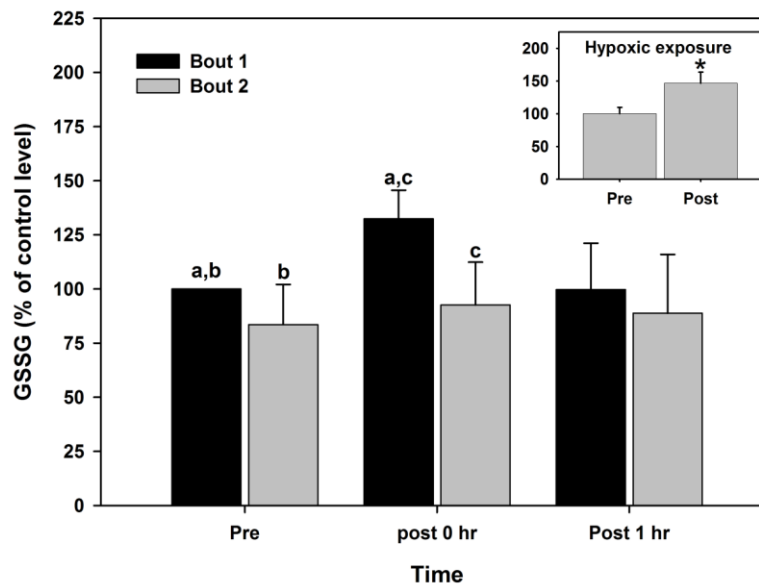 225
200
175
150
125
100
75
50
25
0
GSSG (% of control level)
Bout 1
Bout 2
a,b
b
a,c
c
Pre
post 0 hr
Post 1 hr
Time
Hypoxic exposure
200
150
100
50
0
*
Pre
Post